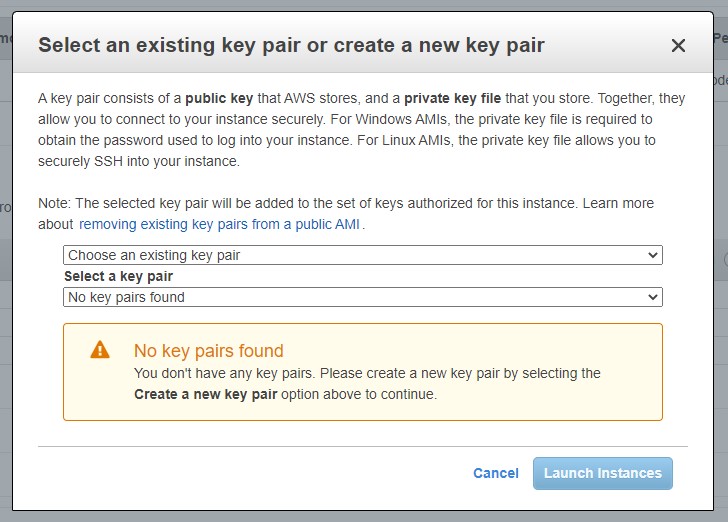 Select an existing key pair or create a new key pair
A key pair consists of a public key that AWS stores, and a private key file that you store. Together, they
allow you to connect to your instance securely. For Windows AMIs, the private key file is required to
obtain the password used to log into your instance. For Linux AMIs, the private key file allows you to
securely SSH into your instance.
Note: The selected key pair will be added to the set of keys authorized for this instance. Learn more
about removing existing key pairs from a public AMI .
Choose an existing key pair
Select a key pair
No key pairs found
No key pairs found
You don't have any key pairs. Please create a new key pair by selecting the
Create a new key pair option above to continue.
Cancel Launch Instances